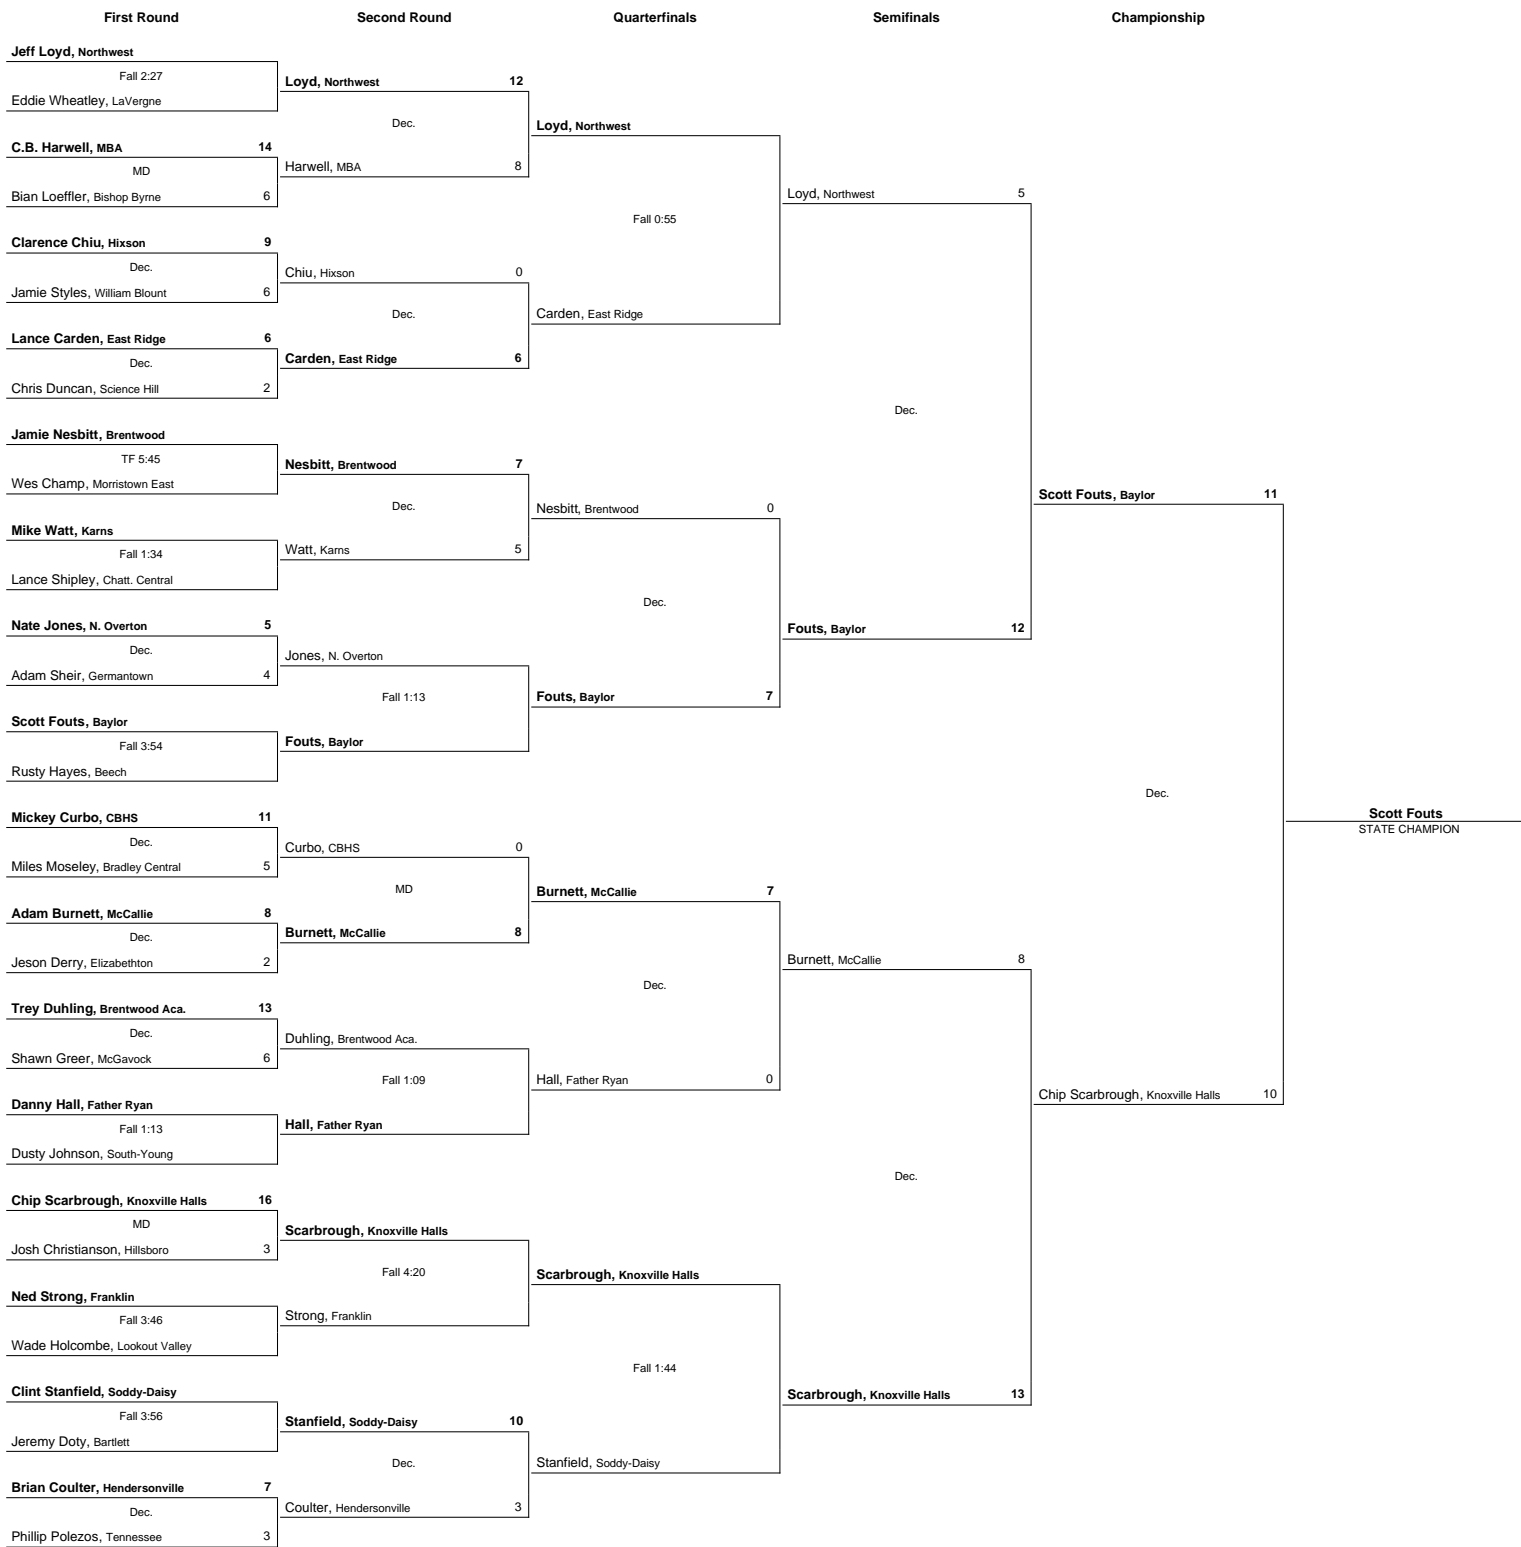 First Round Second Round Quarterfinals Semifinals Championship
Jeff Loyd, Northwest
Fall 2:27
Eddie Wheatley, LaVergne
C.B. Harwell, MBA 14
MD
Bian Loeffler, Bishop Byrne 6
Clarence Chiu, Hixson 9
Dec.
Jamie Styles, William Blount 6
Lance Carden, East Ridge 6
Dec.
Chris Duncan, Science Hill 2
Jamie Nesbitt, Brentwood
TF 5:45
Wes Champ, Morristown East
Mike Watt, Karns
Fall 1:34
Lance Shipley, Chatt. Central
Nate Jones, N. Overton 5
Dec.
Adam Sheir, Germantown 4
Scott Fouts, Baylor
Fall 3:54
Rusty Hayes, Beech
Mickey Curbo, CBHS 11
Dec.
Miles Moseley, Bradley Central 5
Adam Burnett, McCallie 8
Dec.
Jeson Derry, Elizabethton 2
Trey Duhling, Brentwood Aca. 13
Dec.
Shawn Greer, McGavock 6
Danny Hall, Father Ryan
Fall 1:13
Dusty Johnson, South-Young
Chip Scarbrough, Knoxville Halls 16
MD
Josh Christianson, Hillsboro 3
Ned Strong, Franklin
Fall 3:46
Wade Holcombe, Lookout Valley
Clint Stanfield, Soddy-Daisy
Fall 3:56
Jeremy Doty, Bartlett
Brian Coulter, Hendersonville 7
Dec.
Phillip Polezos, Tennessee 3
Loyd, Northwest 12
Dec.
Harwell, MBA 8
Chiu, Hixson 0
Dec.
Carden, East Ridge 6
Nesbitt, Brentwood 7
Dec.
Watt, Karns 5
Jones, N. Overton
Fall 1:13
Fouts, Baylor
Curbo, CBHS 0
MD
Burnett, McCallie 8
Duhling, Brentwood Aca.
Fall 1:09
Hall, Father Ryan
Scarbrough, Knoxville Halls
Fall 4:20
Strong, Franklin
Stanfield, Soddy-Daisy 10
Dec.
Coulter, Hendersonville 3
Loyd, Northwest
Fall 0:55
Carden, East Ridge
Nesbitt, Brentwood 0
Dec.
Fouts, Baylor 7
Burnett, McCallie 7
Dec.
Hall, Father Ryan 0
Scarbrough, Knoxville Halls
Fall 1:44
Stanfield, Soddy-Daisy
Loyd, Northwest 5
Dec.
Fouts, Baylor 12
Burnett, McCallie 8
Dec.
Scarbrough, Knoxville Halls 13
Scott Fouts, Baylor 11
Dec.
Chip Scarbrough, Knoxville Halls 10
Scott Fouts
STATE CHAMPION